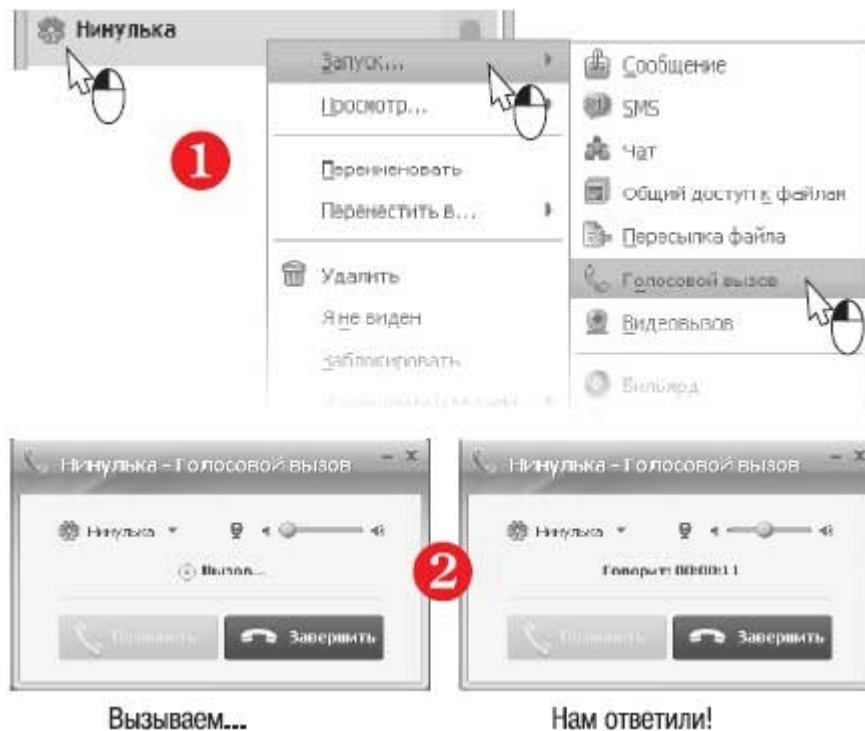 Нинулька
Запуск...
Просмотр...
Переименовать
Переместить в...
Удалить
Я не виден
Заблокировать
Сообщение
SMS
Чат
Общий доступ к файлам
Пересылка файла
Голосовой вызов
Видеовызов
Бильярд
1
Нинулька - Голосовой вызов
Нинулька
Вызов...
Позвонить
Завершить
Вызываем...
2
Нинулька - Голосовой вызов
Нинулька
Говорит: 00:00:11
Позвонить
Завершить
Нам ответили!